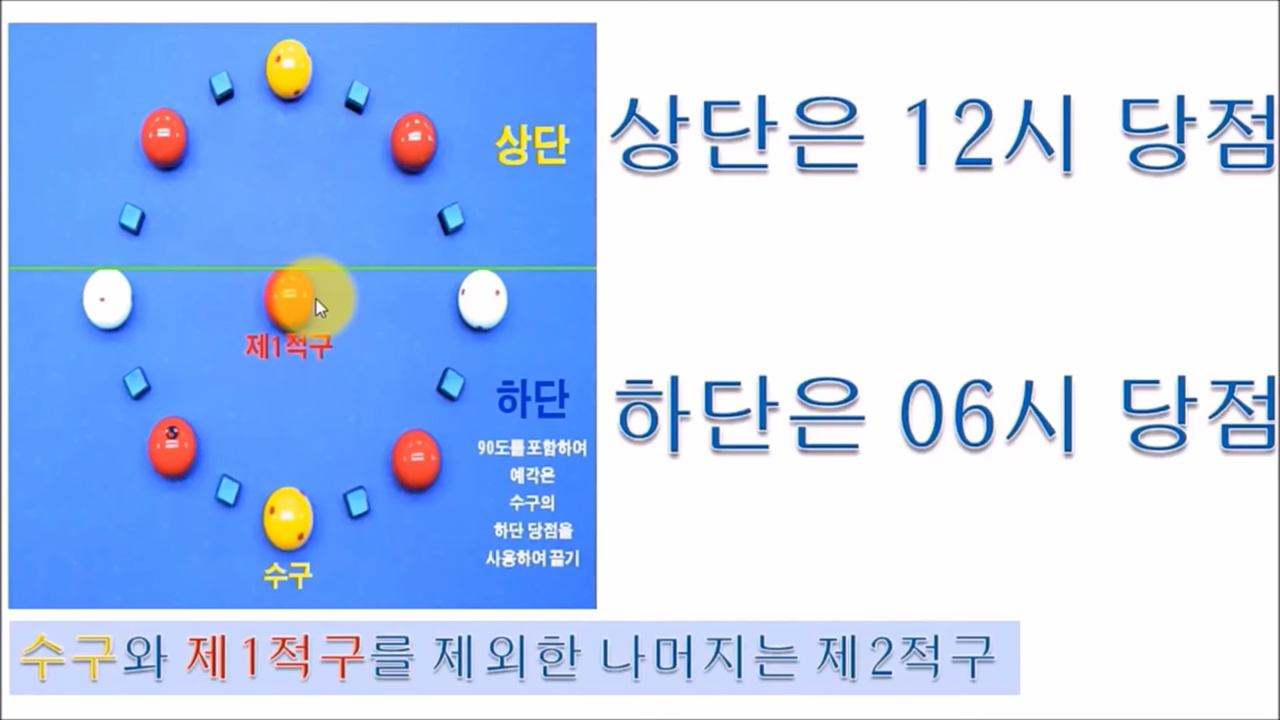 상단
상단은 12시 당점
제1적구
하단
하단은 06시 당점
90도를 포함하여
예각은
수구의
하단 당점을
사용하여 끌기
수구
수구와 제1적구를 제외한 나머지는 제2적구